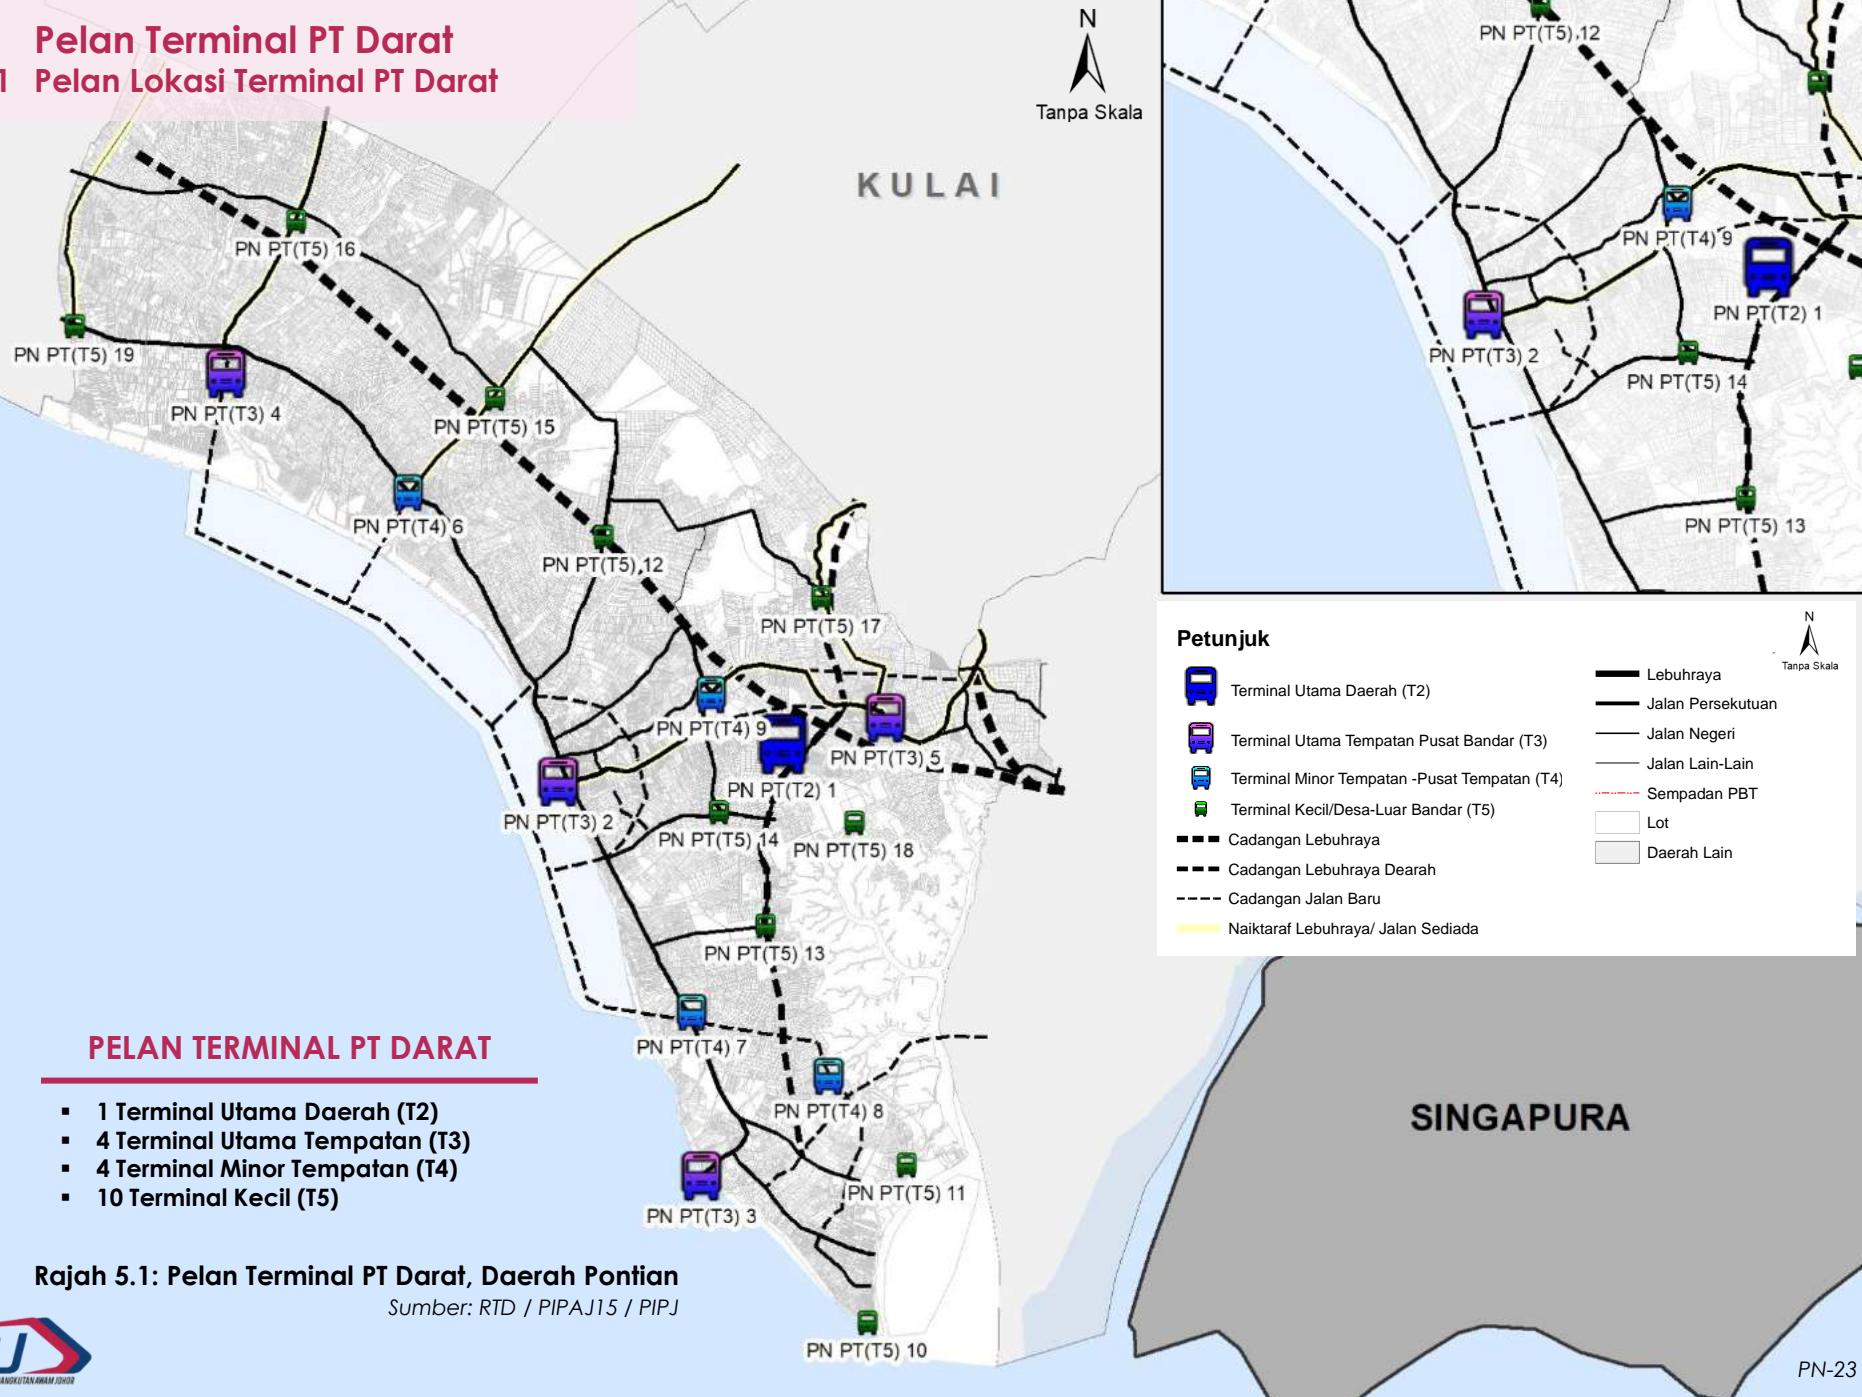 Pelan Terminal PT Darat
1 Pelan Lokasi Terminal PT Darat
N
Tanpa Skala
KULAI
PN PT(T5) 16
PN PT(T5) 19
PN PT(T3) 4
PN PT(T5) 15
PN PT(T4) 6
PN PT(T5) 12
PN PT(T5) 17
PN PT(T4) 9
PN PT(T3) 5
PN PT(T2) 1
PN PT(T3) 2
PN PT(T5) 14
PN PT(T5) 18
PN PT(T5) 13
PN PT(T4) 7
PN PT(T4) 8
PN PT(T5) 11
PN PT(T3) 3
PN PT(T5) 10
PN PT(T5) 12
PN PT(T4) 9
PN PT(T2) 1
PN PT(T3) 2
PN PT(T5) 14
PN PT(T5) 13
Petunjuk
N
Tanpa Skala
Terminal Utama Daerah (T2)
Terminal Utama Tempatan Pusat Bandar (T3)
Terminal Minor Tempatan -Pusat Tempatan (T4)
Terminal Kecil/Desa-Luar Bandar (T5)
Cadangan Lebuhraya
Cadangan Lebuhraya Dearah
Cadangan Jalan Baru
Naiktaraf Lebuhraya/ Jalan Sediada
Lebuhraya
Jalan Persekutuan
Jalan Negeri
Jalan Lain-Lain
Sempadan PBT
Lot
Daerah Lain
SINGAPURA
PELAN TERMINAL PT DARAT
▪ 1 Terminal Utama Daerah (T2)
▪ 4 Terminal Utama Tempatan (T3)
▪ 4 Terminal Minor Tempatan (T4)
▪ 10 Terminal Kecil (T5)
Rajah 5.1: Pelan Terminal PT Darat, Daerah Pontian
Sumber: RTD / PIPAJ15 / PIPJ
PN-23